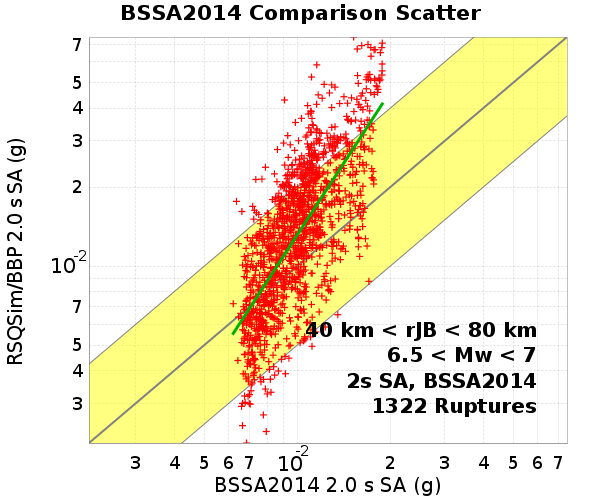 BSSA2014 Comparison Scatter
RSQSim/BBP 2.0 s SA (g)
7
5
4
3
2
10-2
7
5
4
3
40 km < rJB < 80 km
6.5 < Mw < 7
2s SA, BSSA2014
1322 Ruptures
3 4 5 6 7 10-2 2 3 4 5 6 7
BSSA2014 2.0 s SA (g)